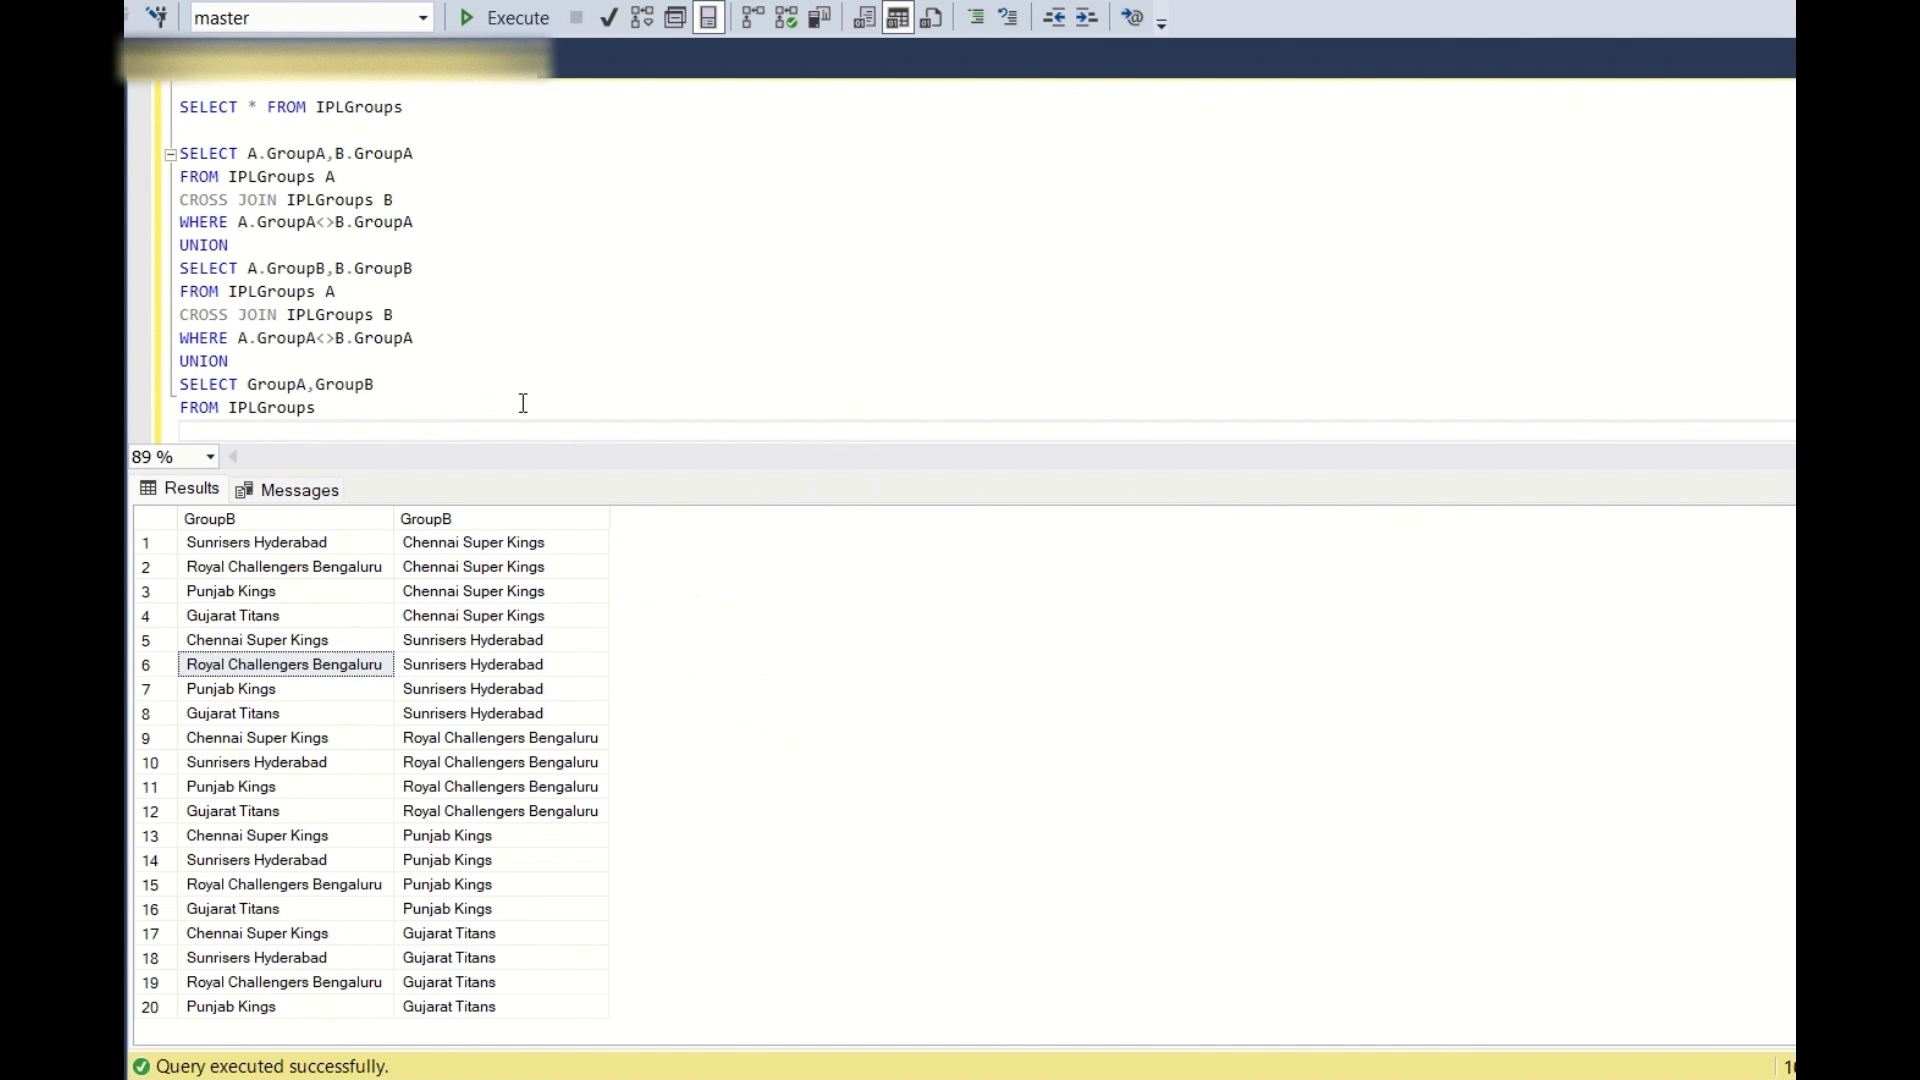 master
Execute
SELECT * FROM IPLGroups
SELECT A.GroupA,B.GroupA
FROM IPLGroups A
CROSS JOIN IPLGroups B
WHERE A.GroupA<>B.GroupA
UNION
SELECT A.GroupB,B.GroupB
FROM IPLGroups A
CROSS JOIN IPLGroups B
WHERE A.GroupA<>B.GroupA
UNION
SELECT GroupA,GroupB
FROM IPLGroups
89 %
Results Messages
GroupB GroupB
1 Sunrisers Hyderabad Chennai Super Kings
2 Royal Challengers Bengaluru Chennai Super Kings
3 Punjab Kings Chennai Super Kings
4 Gujarat Titans Chennai Super Kings
5 Chennai Super Kings Sunrisers Hyderabad
6 Royal Challengers Bengaluru Sunrisers Hyderabad
7 Punjab Kings Sunrisers Hyderabad
8 Gujarat Titans Sunrisers Hyderabad
9 Chennai Super Kings Royal Challengers Bengaluru
10 Sunrisers Hyderabad Royal Challengers Bengaluru
11 Punjab Kings Royal Challengers Bengaluru
12 Gujarat Titans Royal Challengers Bengaluru
13 Chennai Super Kings Punjab Kings
14 Sunrisers Hyderabad Punjab Kings
15 Royal Challengers Bengaluru Punjab Kings
16 Gujarat Titans Punjab Kings
17 Chennai Super Kings Gujarat Titans
18 Sunrisers Hyderabad Gujarat Titans
19 Royal Challengers Bengaluru Gujarat Titans
20 Punjab Kings Gujarat Titans
Query executed successfully.